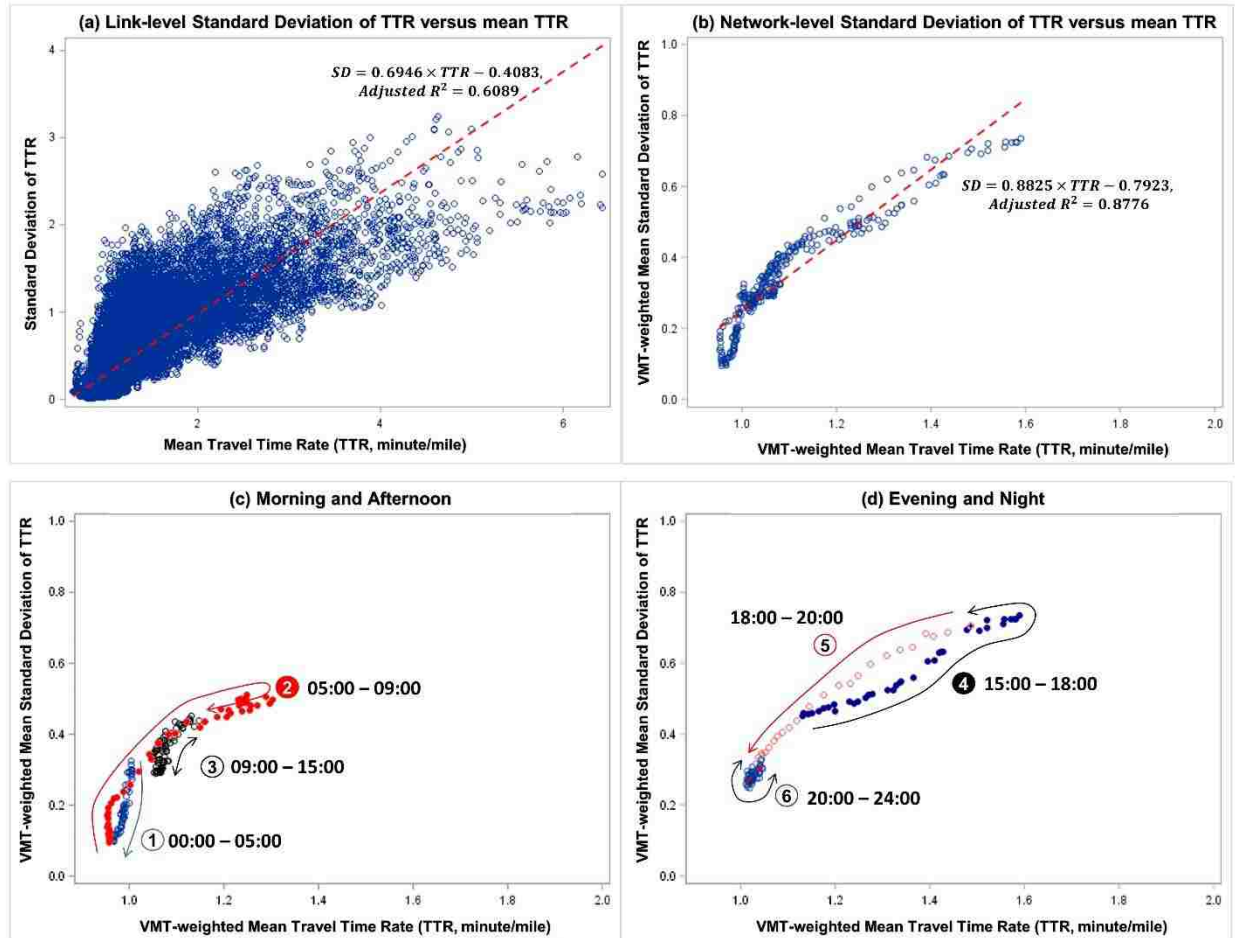 (a) Link-level Standard Deviation of TTR versus mean TTR
Standard Deviation of TTR
4
3
2
1
0
SD = 0.6946 × TTR − 0.4083,
Adjusted R² = 0.6089
2
4
6
Mean Travel Time Rate (TTR, minute/mile)
(b) Network-level Standard Deviation of TTR versus mean TTR
VMT-weighted Mean Standard Deviation of TTR
1.0
0.8
0.6
0.4
0.2
0.0
SD = 0.8825 × TTR − 0.7923,
Adjusted R² = 0.8776
1.0
1.2
1.4
1.6
1.8
2.0
VMT-weighted Mean Travel Time Rate (TTR, minute/mile)
(c) Morning and Afternoon
VMT-weighted Mean Standard Deviation of TTR
1.0
0.8
0.6
0.4
0.2
0.0
2 05:00 – 09:00
3 09:00 – 15:00
1 00:00 – 05:00
1.0
1.2
1.4
1.6
1.8
2.0
VMT-weighted Mean Travel Time Rate (TTR, minute/mile)
(d) Evening and Night
VMT-weighted Mean Standard Deviation of TTR
1.0
0.8
0.6
0.4
0.2
0.0
18:00 – 20:00
5
4 15:00 – 18:00
6 20:00 – 24:00
1.0
1.2
1.4
1.6
1.8
2.0
VMT-weighted Mean Travel Time Rate (TTR, minute/mile)